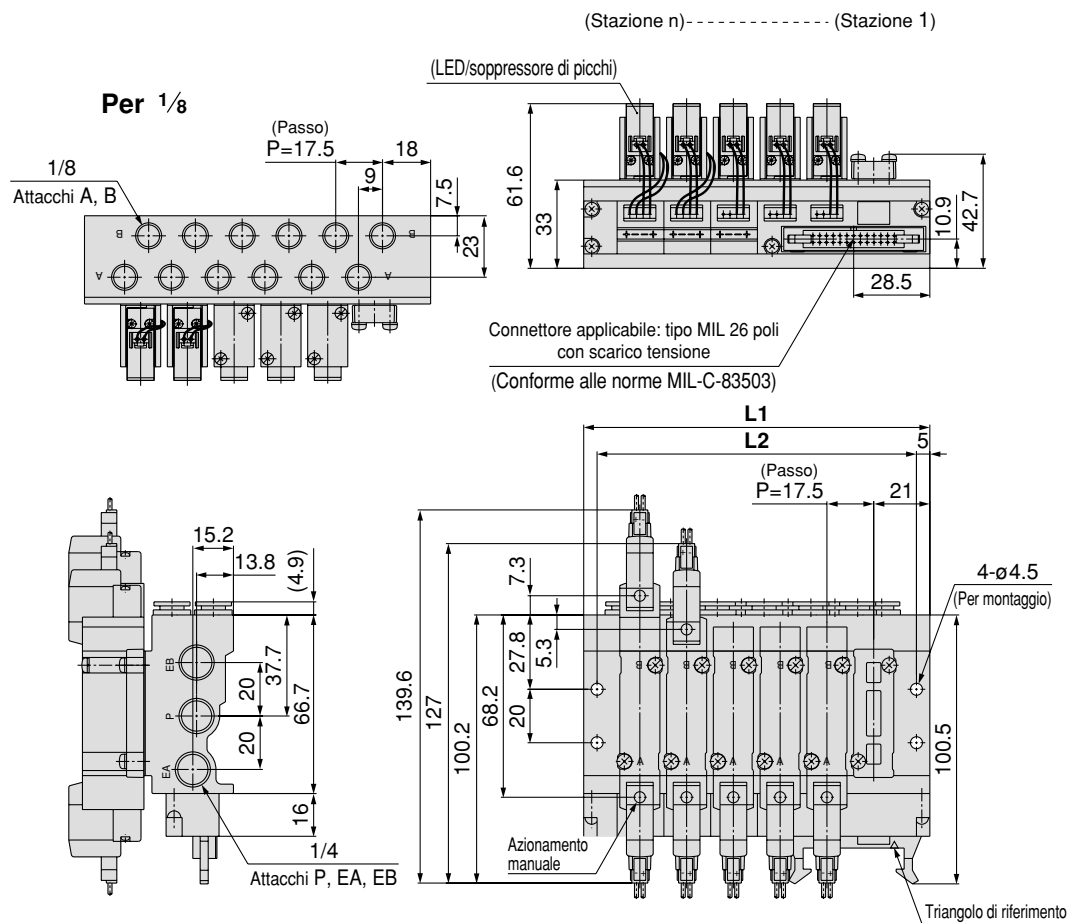 (Stazione n) (Stazione 1)
(LED/soppressore di picchi)
Per 1/8
(Passo)
P=17.5
18
9
7.5
23
1/8
Attacchi A, B
B
B
A
A
61.6
33
10.9
42.7
28.5
Connettore applicabile: tipo MIL 26 poli
con scarico tensione
(Conforme alle norme MIL-C-83503)
L1
L2
5
(Passo)
P=17.5
21
15.2
13.8
(4.9)
37.7
66.7
20
20
16
EB
P
EA
1/4
Attacchi P, EA, EB
139.6
127
100.2
68.2
27.8
20
7.3
5.3
4-ø4.5
(Per montaggio)
100.5
B B B B B
A A A A A
Azionamento
manuale
Triangolo di riferimento